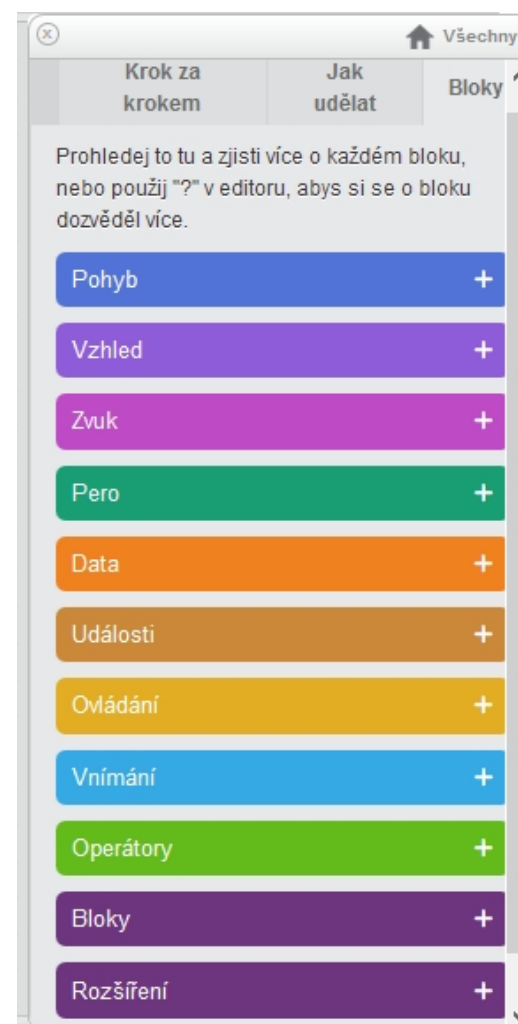 Všechny
Krok za
krokem
Jak
udělat
Bloky
Prohledej to tu a zjisti více o každém bloku,
nebo použij "?" v editoru, abys si se o bloku
dozvěděl více.
Pohyb +
Vzhled +
Zvuk +
Pero +
Data +
Události +
Ovládání +
Vnímání +
Operátory +
Bloky +
Rozšíření +